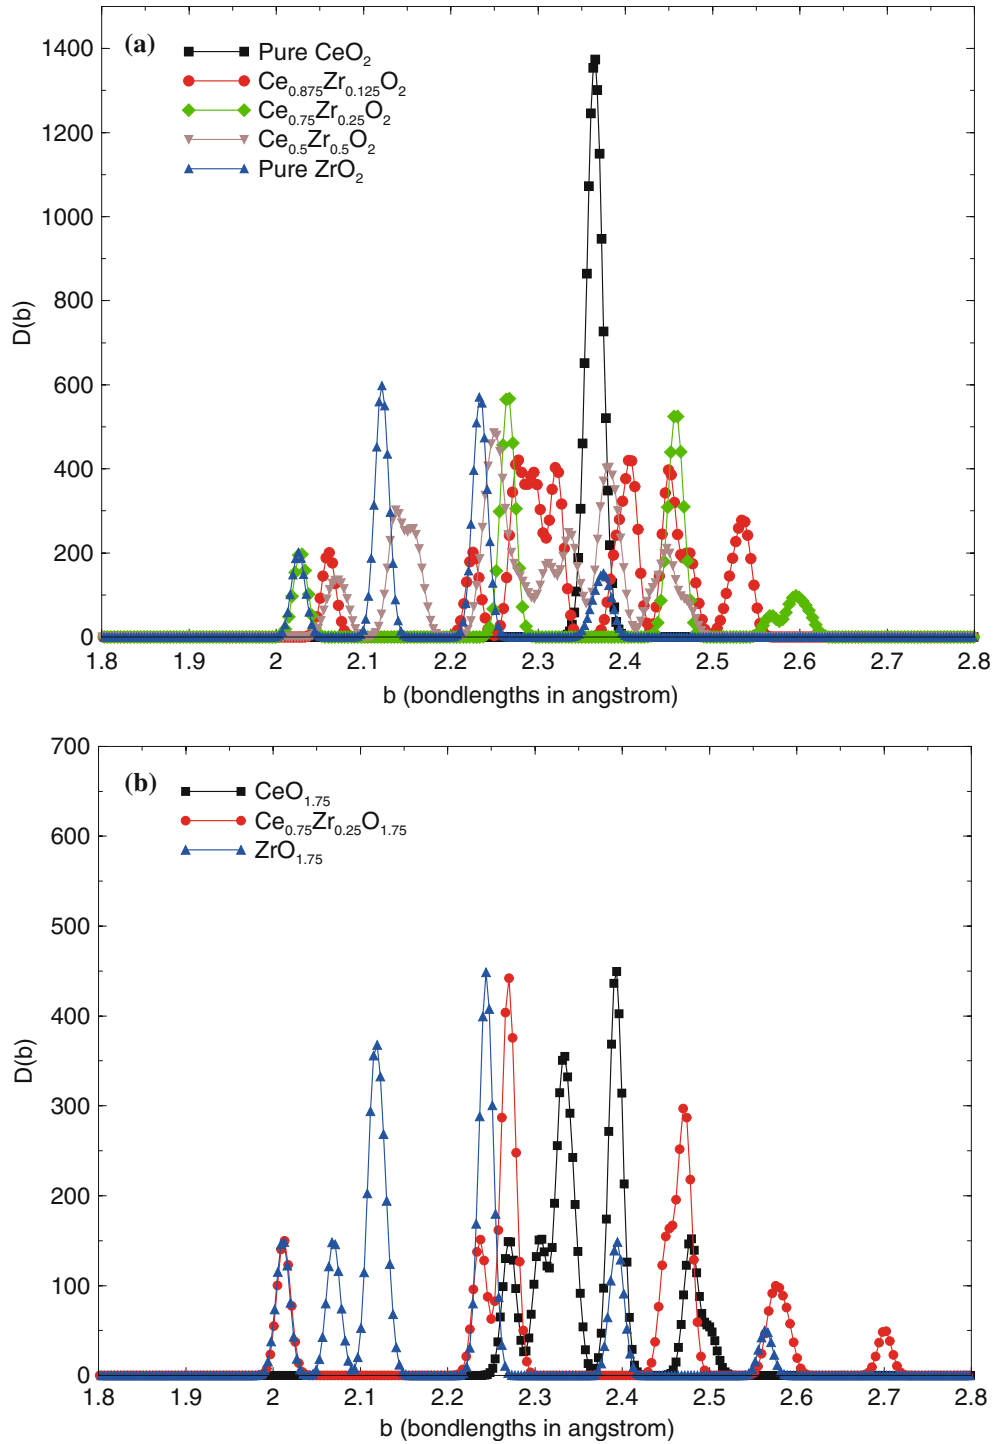 (a)
Pure CeO₂
Ce₀.₈₇₅Zr₀.₁₂₅O₂
Ce₀.₇₅Zr₀.₂₅O₂
Ce₀.₅Zr₀.₅O₂
Pure ZrO₂
1400
1200
1000
800
600
400
200
0
D(b)
1.8 1.9 2 2.1 2.2 2.3 2.4 2.5 2.6 2.7 2.8
b (bondlengths in angstrom)
(b)
CeO₁.₇₅
Ce₀.₇₅Zr₀.₂₅O₁.₇₅
ZrO₁.₇₅
700
600
500
400
300
200
100
0
D(b)
1.8 1.9 2 2.1 2.2 2.3 2.4 2.5 2.6 2.7 2.8
b (bondlengths in angstrom)